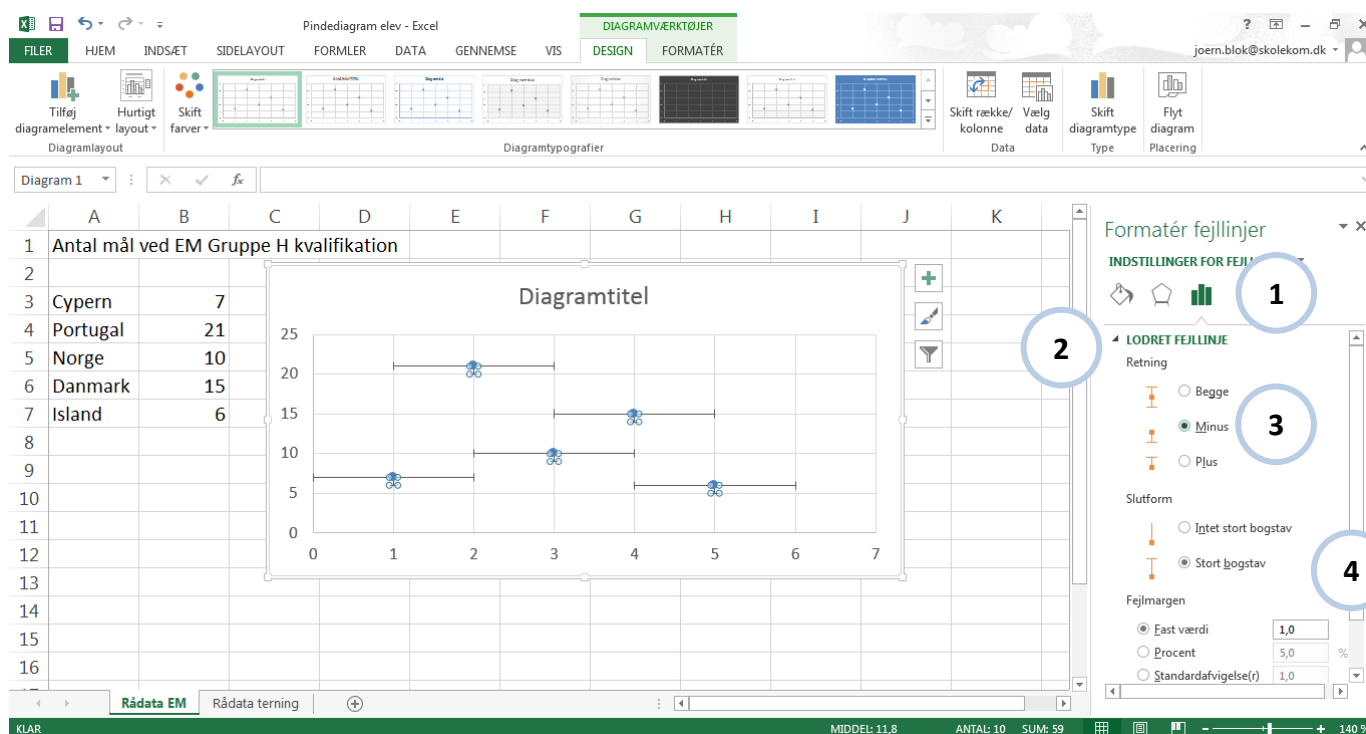 Pindediagram elev - Excel
DIAGRAMVÆRKTØJER
?
FILER HJEM INDSÆT SIDELAYOUT FORMLER DATA GENNEMSE VIS DESIGN FORMATÉR
joern.blok@skolekom.dk
Tilføj diagramelement
Hurtigt layout
Skift farver
Skift række/ kolonne
Vælg data
Skift diagramtype
Flyt diagram
Diagramlayout
Diagramtypografier
Data
Type
Placering
Diagram 1
fx
A B C D E F G H I J K
1 Antal mål ved EM Gruppe H kvalifikation
2
3 Cypern 7
4 Portugal 21
5 Norge 10
6 Danmark 15
7 Island 6
8
9
10
11
12
13
14
15
16
Diagramtitel
25
20
15
10
5
0
0 1 2 3 4 5 6 7
Formatér fejllinjer
INDSTILLINGER FOR FEJL
1
2
LODRET FEJLLINJE
Retning
Begge
Minus
3
Plus
Slutform
Intet stort bogstav
Stort bogstav
4
Fejlmargen
Fast værdi 1,0
Procent 5,0 %
Standardafvigelse(r) 1,0
Rådata EM Rådata terning
KLAR MIDDEL: 11,8 ANTAL: 10 SUM: 59 140 %